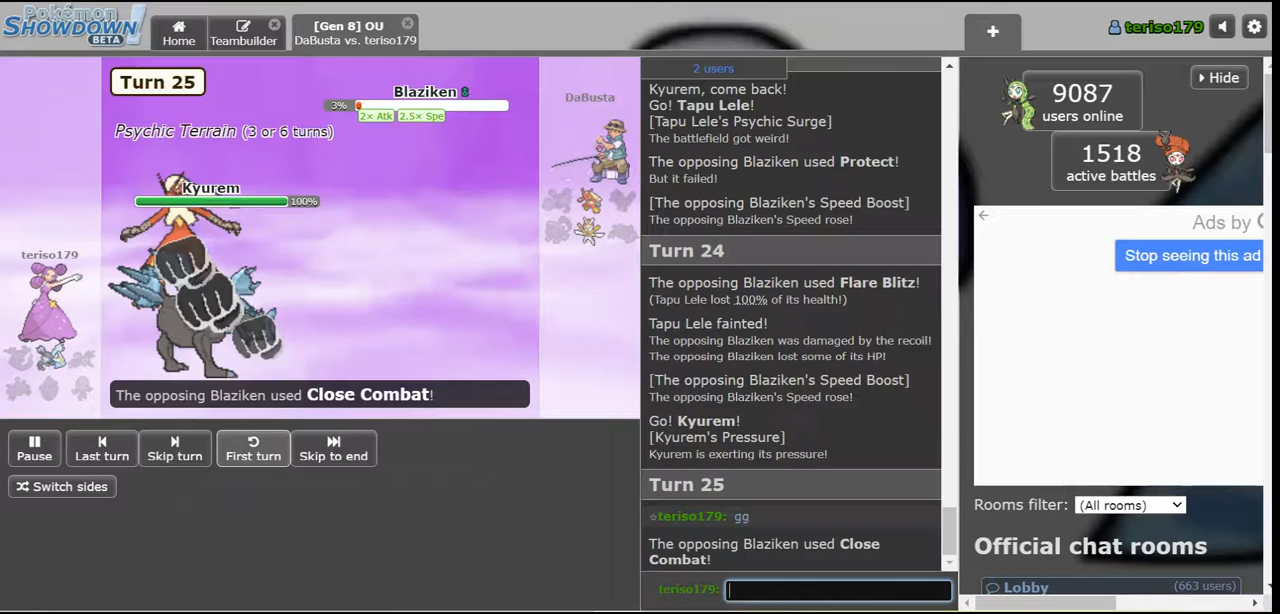 Pokémon
SHOWDOWN!
BETA
Home
Teambuilder
[Gen 8] OU
DaBusta vs. teriso179
+
teriso179
Turn 25
Psychic Terrain (3 or 6 turns)
Blaziken
3%
2× Atk 2.5× Spe
Kyurem
100%
teriso179
DaBusta
The opposing Blaziken used Close Combat!
Pause
Last turn
Skip turn
First turn
Skip to end
Switch sides
2 users
Kyurem, come back!
Go! Tapu Lele!
[Tapu Lele's Psychic Surge]
The battlefield got weird!
The opposing Blaziken used Protect!
But it failed!
[The opposing Blaziken's Speed Boost]
The opposing Blaziken's Speed rose!
Turn 24
The opposing Blaziken used Flare Blitz!
(Tapu Lele lost 100% of its health!)
Tapu Lele fainted!
The opposing Blaziken was damaged by the recoil!
The opposing Blaziken lost some of its HP!
[The opposing Blaziken's Speed Boost]
The opposing Blaziken's Speed rose!
Go! Kyurem!
[Kyurem's Pressure]
Kyurem is exerting its pressure!
Turn 25
☆teriso179: gg
The opposing Blaziken used Close
Combat!
teriso179:
Hide
9087
users online
1518
active battles
Ads by
Stop seeing this ad
Rooms filter: (All rooms)
Official chat rooms
Lobby (663 users)